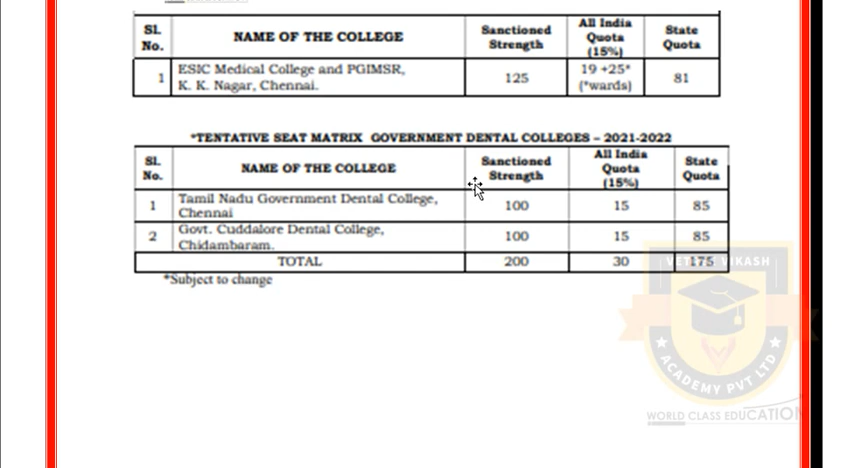 Sl. No.
NAME OF THE COLLEGE
Sanctioned Strength
All India Quota (15%)
State Quota
1
ESIC Medical College and PGIMSR,
K. K. Nagar, Chennai.
125
19 +25*
(*wards)
81
*TENTATIVE SEAT MATRIX GOVERNMENT DENTAL COLLEGES – 2021-2022
Sl. No.
NAME OF THE COLLEGE
Sanctioned Strength
All India Quota (15%)
State Quota
1
Tamil Nadu Government Dental College,
Chennai
100
15
85
2
Govt. Cuddalore Dental College,
Chidambaram.
100
15
85
TOTAL
200
30
175
*Subject to change
VIKASH
ACADEMY PVT LTD
WORLD CLASS EDUCATION